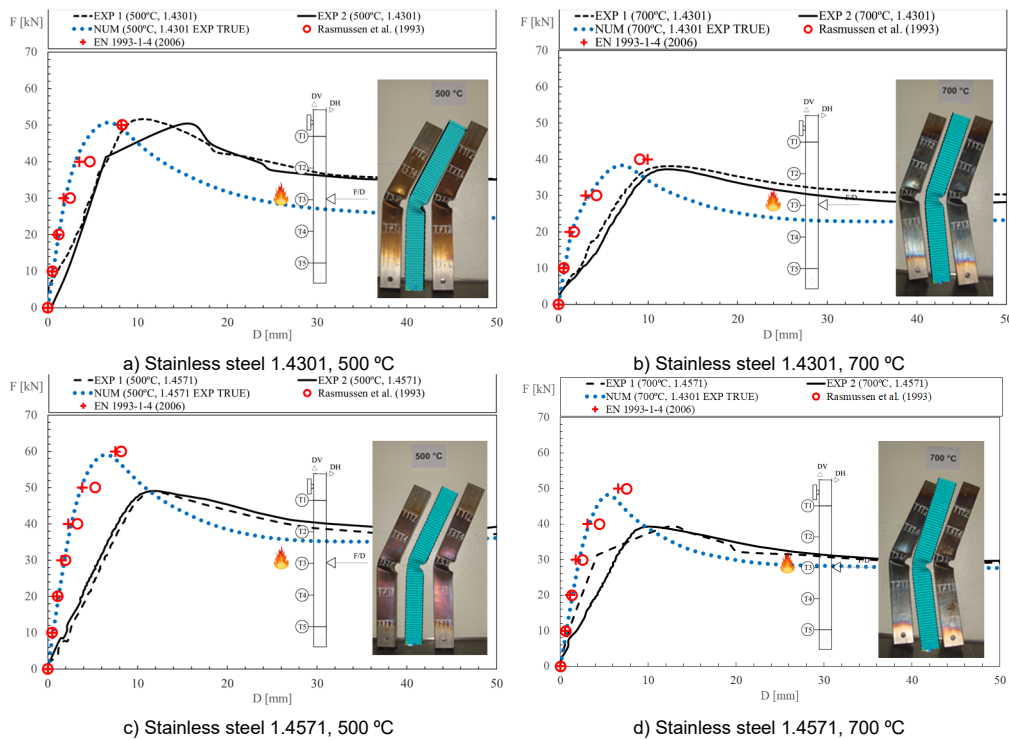 F [kN]
EXP 1 (500ºC, 1.4301) EXP 2 (500ºC, 1.4301)
NUM (500ºC, 1.4301 EXP TRUE) Rasmussen et al. (1993)
EN 1993-1-4 (2006)
70
60
50
40
30
20
10
0
0 10 20 30 40 50
D [mm]
DV
DH
T1
T2
T3
T4
T5
F/D
500 °C
a) Stainless steel 1.4301, 500 ºC
F [kN]
EXP 1 (700ºC, 1.4301) EXP 2 (700ºC, 1.4301)
NUM (700ºC, 1.4301 EXP TRUE) Rasmussen et al. (1993)
EN 1993-1-4 (2006)
70
60
50
40
30
20
10
0
0 10 20 30 40 50
D [mm]
DV
DH
T1
T2
T3
T4
T5
F/D
700 °C
b) Stainless steel 1.4301, 700 ºC
F [kN]
EXP 1 (500ºC, 1.4571) EXP 2 (500ºC, 1.4571)
NUM (500ºC, 1.4571 EXP TRUE) Rasmussen et al. (1993)
EN 1993-1-4 (2006)
70
60
50
40
30
20
10
0
0 10 20 30 40 50
D [mm]
DV
DH
T1
T2
T3
T4
T5
F/D
500 °C
c) Stainless steel 1.4571, 500 ºC
F [kN]
EXP 1 (700ºC, 1.4571) EXP 2 (700ºC, 1.4571)
NUM (700ºC, 1.4301 EXP TRUE) Rasmussen et al. (1993)
EN 1993-1-4 (2006)
70
60
50
40
30
20
10
0
0 10 20 30 40 50
D [mm]
DV
DH
T1
T2
T3
T4
T5
700 °C
d) Stainless steel 1.4571, 700 ºC